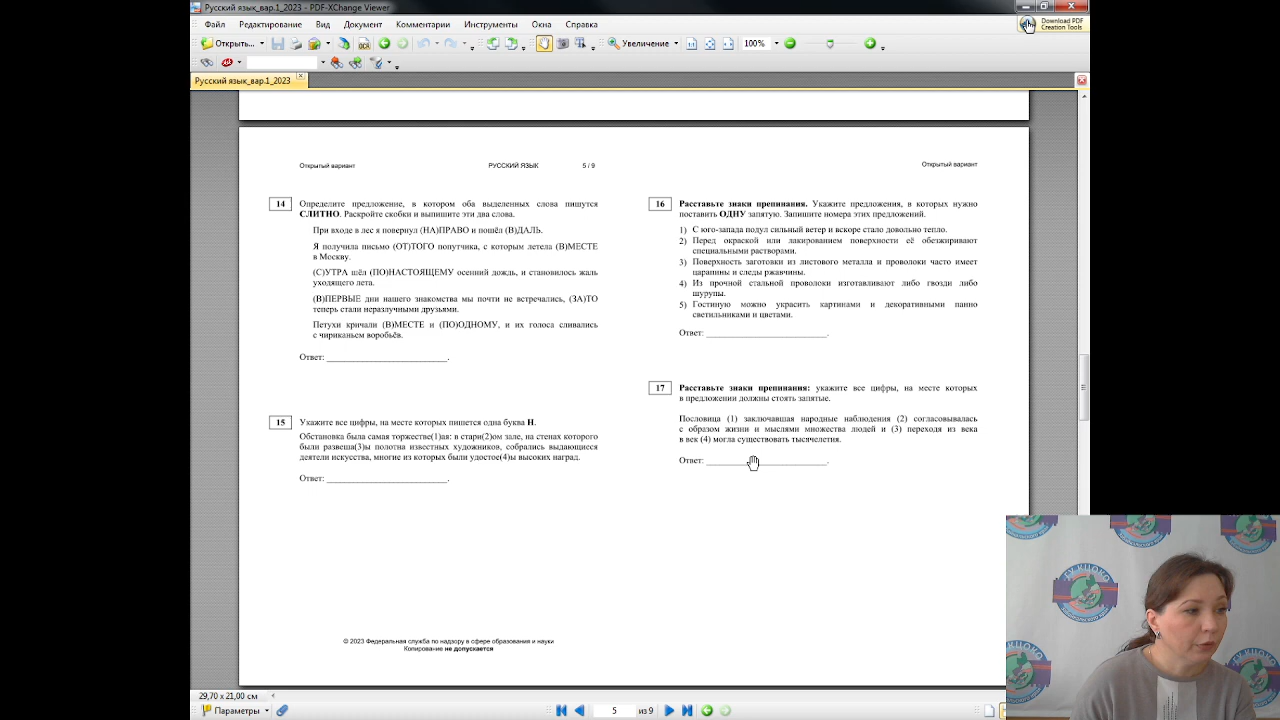 Русский язык_вар.1_2023 - PDF-XChange Viewer
Файл Редактирование Вид Документ Комментарии Инструменты Окна Справка
Download PDF
Creation Tools
Открыть... OCR Увеличение 100%
Русский язык_вар.1_2023
Открытый вариант РУССКИЙ ЯЗЫК 5 / 9
14 Определите предложение, в котором оба выделенных слова пишутся
СЛИТНО. Раскройте скобки и выпишите эти два слова.
При входе в лес я повернул (НА)ПРАВО и пошёл (В)ДАЛЬ.
Я получила письмо (ОТ)ТОГО попутчика, с которым летела (В)МЕСТЕ
в Москву.
(С)УТРА шёл (ПО)НАСТОЯЩЕМУ осенний дождь, и становилось жаль
уходящего лета.
(В)ПЕРВЫЕ дни нашего знакомства мы почти не встречались, (ЗА)ТО
теперь стали неразлучными друзьями.
Петухи кричали (В)МЕСТЕ и (ПО)ОДНОМУ, и их голоса сливались
с чириканьем воробьёв.
Ответ: ___________________________.
15 Укажите все цифры, на месте которых пишется одна буква Н.
Обстановка была самая торжестве(1)ая: в стари(2)ом зале, на стенах которого
были развеша(3)ы полотна известных художников, собрались выдающиеся
деятели искусства, многие из которых были удостое(4)ы высоких наград.
Ответ: ___________________________.
© 2023 Федеральная служба по надзору в сфере образования и науки
Копирование не допускается
Открытый вариант
16 Расставьте знаки препинания. Укажите предложения, в которых нужно
поставить ОДНУ запятую. Запишите номера этих предложений.
1) С юго-запада подул сильный ветер и вскоре стало довольно тепло.
2) Перед окраской или лакированием поверхности её обезжиривают
специальными растворами.
3) Поверхность заготовки из листового металла и проволоки часто имеет
царапины и следы ржавчины.
4) Из прочной стальной проволоки изготавливают либо гвозди либо
шурупы.
5) Гостиную можно украсить картинами и декоративными панно
светильниками и цветами.
Ответ: ___________________________.
17 Расставьте знаки препинания: укажите все цифры, на месте которых
в предложении должны стоять запятые.
Пословица (1) заключавшая народные наблюдения (2) согласовывалась
с образом жизни и мыслями множества людей и (3) переходя из века
в век (4) могла существовать тысячелетия.
Ответ: ___________________________.
29,70 x 21,00 см
Параметры 5 из 9